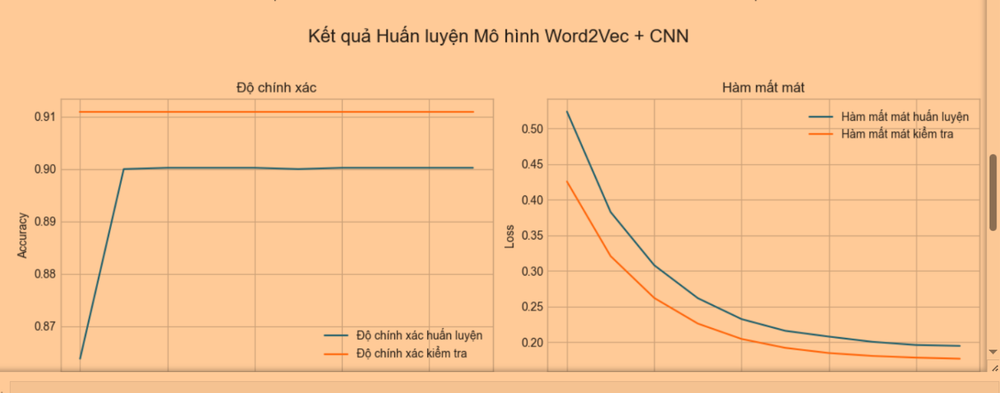 Kết quả Huấn luyện Mô hình Word2Vec + CNN
Độ chính xác
0.91
0.90
0.89
0.88
0.87
Accuracy
Độ chính xác huấn luyện
Độ chính xác kiểm tra
Hàm mất mát
0.50
0.45
0.40
0.35
0.30
0.25
0.20
Loss
Hàm mất mát huấn luyện
Hàm mất mát kiểm tra